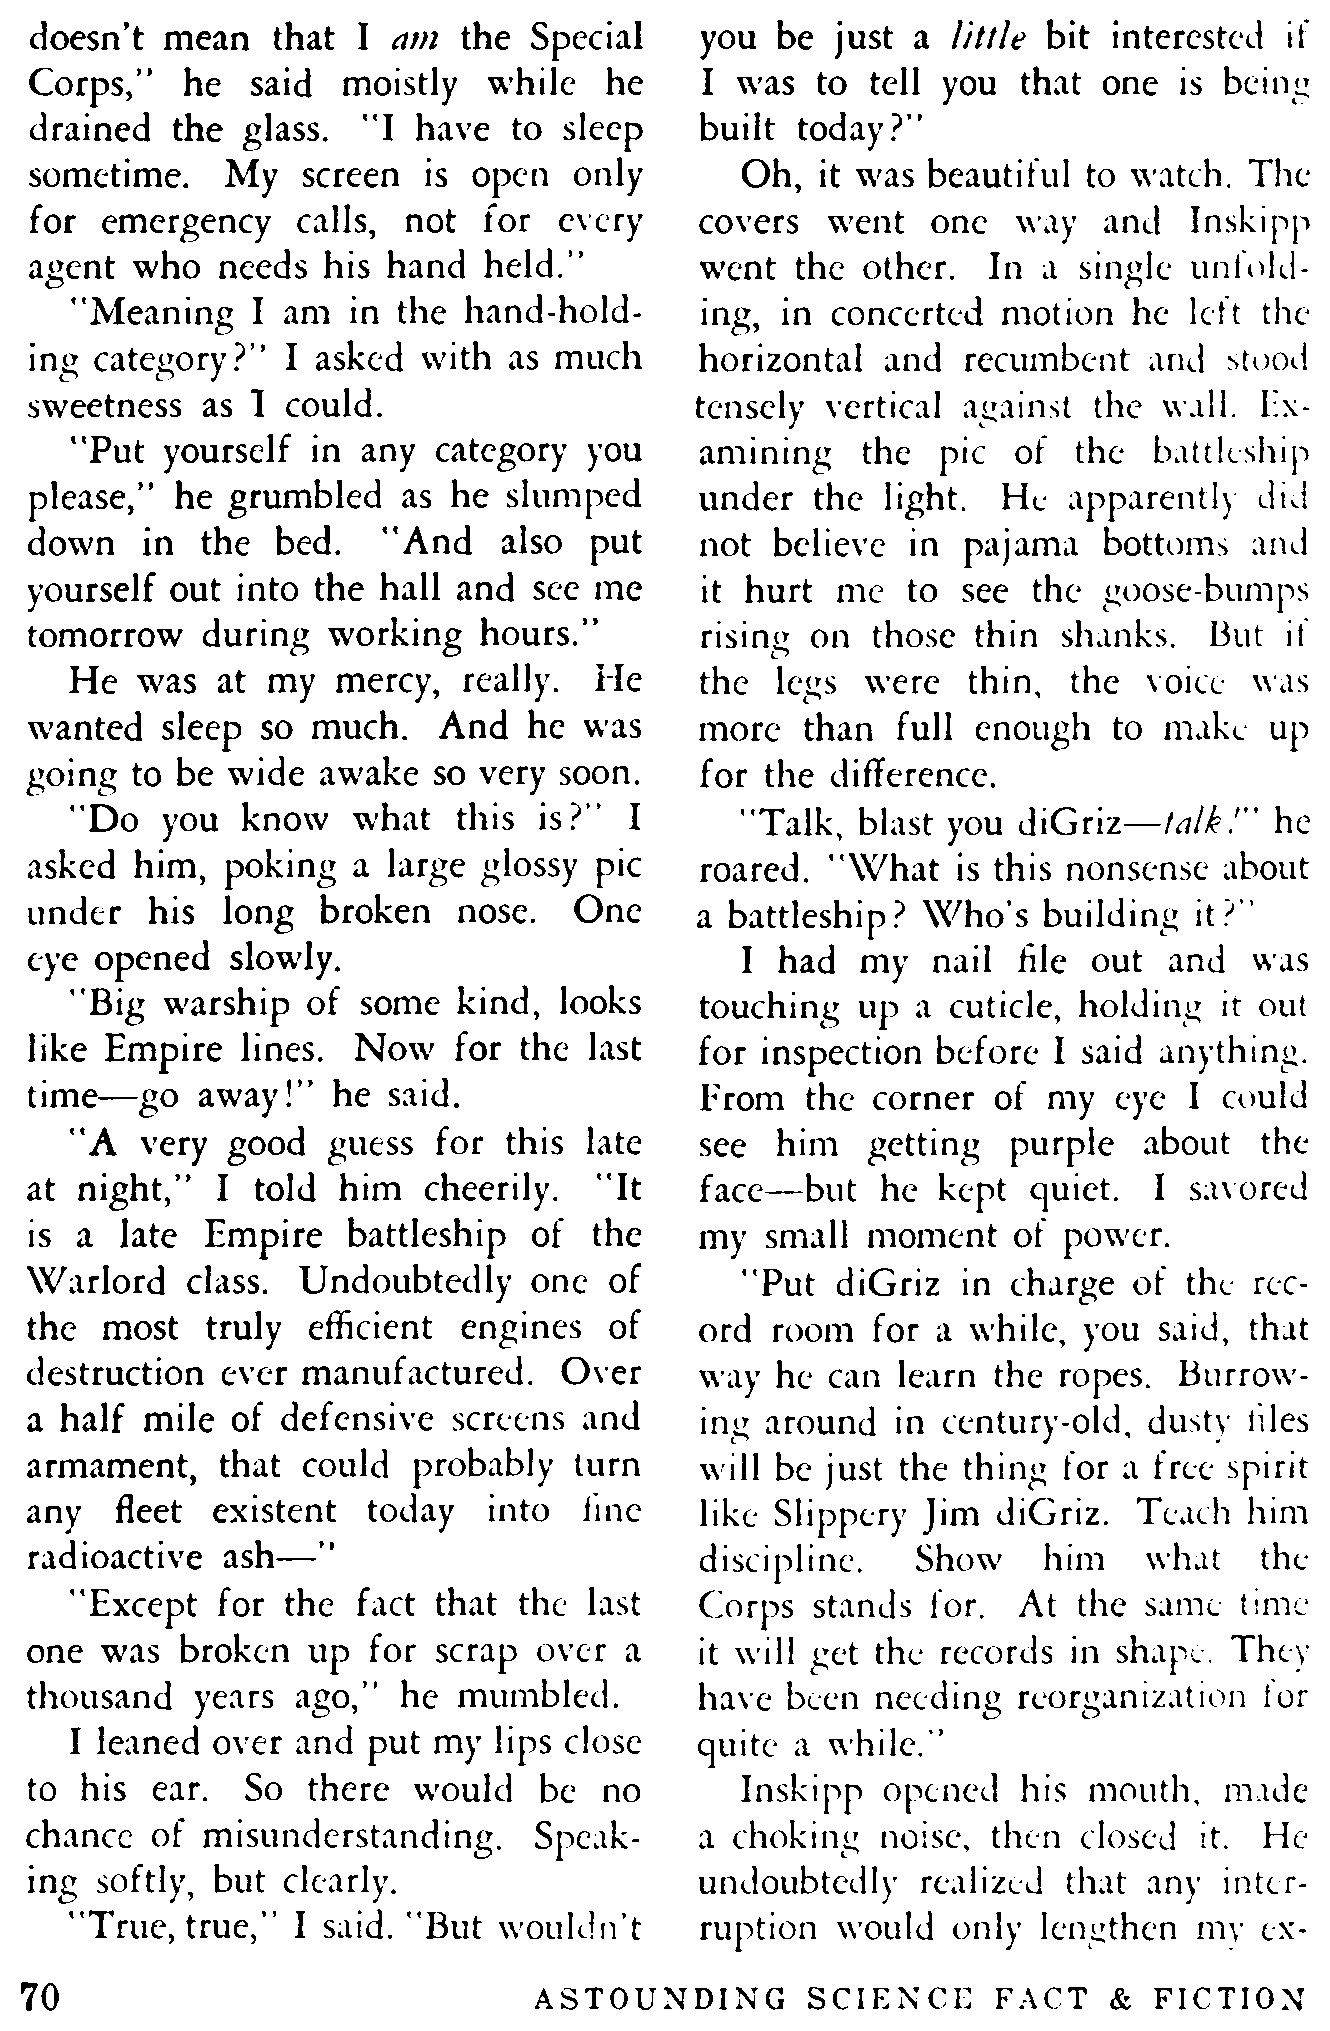 doesn't mean that I am the Special
Corps," he said moistly while he
drained the glass. "I have to sleep
sometime. My screen is open only
for emergency calls, not for every
agent who needs his hand held."
"Meaning I am in the hand-hold-
ing category?" I asked with as much
sweetness as I could.
"Put yourself in any category you
please," he grumbled as he slumped
down in the bed. "And also put
yourself out into the hall and see me
tomorrow during working hours."
He was at my mercy, really. He
wanted sleep so much. And he was
going to be wide awake so very soon.
"Do you know what this is?" I
asked him, poking a large glossy pic
under his long broken nose. One
eye opened slowly.
"Big warship of some kind, looks
like Empire lines. Now for the last
time—go away!" he said.
"A very good guess for this late
at night," I told him cheerily. "It
is a late Empire battleship of the
Warlord class. Undoubtedly one of
the most truly efficient engines of
destruction ever manufactured. Over
a half mile of defensive screens and
armament, that could probably turn
any fleet existent today into fine
radioactive ash—"
"Except for the fact that the last
one was broken up for scrap over a
thousand years ago," he mumbled.
I leaned over and put my lips close
to his ear. So there would be no
chance of misunderstanding. Speak-
ing softly, but clearly.
"True, true," I said. "But wouldn't
you be just a little bit interested if
I was to tell you that one is being
built today?"
Oh, it was beautiful to watch. The
covers went one way and Inskipp
went the other. In a single unfold-
ing, in concerted motion he left the
horizontal and recumbent and stood
tensely vertical against the wall. Ex-
amining the pic of the battleship
under the light. He apparently did
not believe in pajama bottoms and
it hurt me to see the goose-bumps
rising on those thin shanks. But if
the legs were thin, the voice was
more than full enough to make up
for the difference.
"Talk, blast you diGriz—talk!" he
roared. "What is this nonsense about
a battleship? Who's building it?"
I had my nail file out and was
touching up a cuticle, holding it out
for inspection before I said anything.
From the corner of my eye I could
see him getting purple about the
face—but he kept quiet. I savored
my small moment of power.
"Put diGriz in charge of the rec-
ord room for a while, you said, that
way he can learn the ropes. Burrow-
ing around in century-old, dusty files
will be just the thing for a free spirit
like Slippery Jim diGriz. Teach him
discipline. Show him what the
Corps stands for. At the same time
it will get the records in shape. They
have been needing reorganization for
quite a while."
Inskipp opened his mouth, made
a choking noise, then closed it. He
undoubtedly realized that any inter-
ruption would only lengthen my ex-
70 ASTOUNDING SCIENCE FACT & FICTION